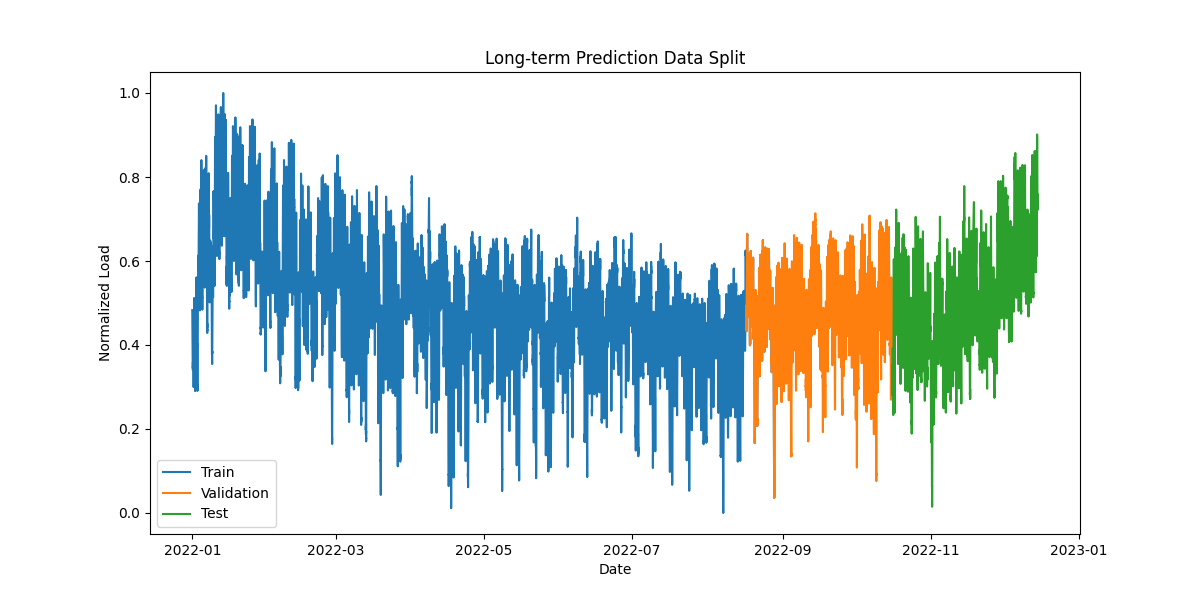 Long-term Prediction Data Split
1.0
0.8
0.6
0.4
0.2
0.0
Normalized Load
Train
Validation
Test
2022-01
2022-03
2022-05
2022-07
2022-09
2022-11
2023-01
Date